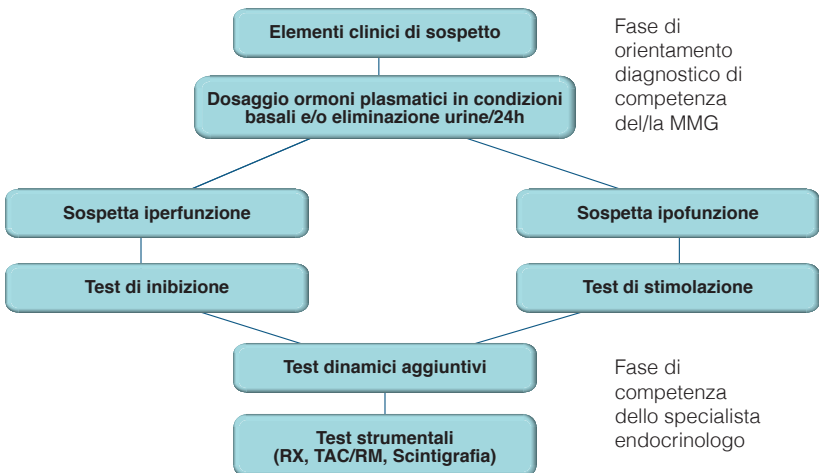 Elementi clinici di sospetto
Fase di
orientamento
diagnostico di
competenza
del/la MMG
Dosaggio ormoni plasmatici in condizioni
basali e/o eliminazione urine/24h
Sospetta iperfunzione
Sospetta ipofunzione
Test di inibizione
Test di stimolazione
Test dinamici aggiuntivi
Fase di
competenza
dello specialista
endocrinologo
Test strumentali
(RX, TAC/RM, Scintigrafia)